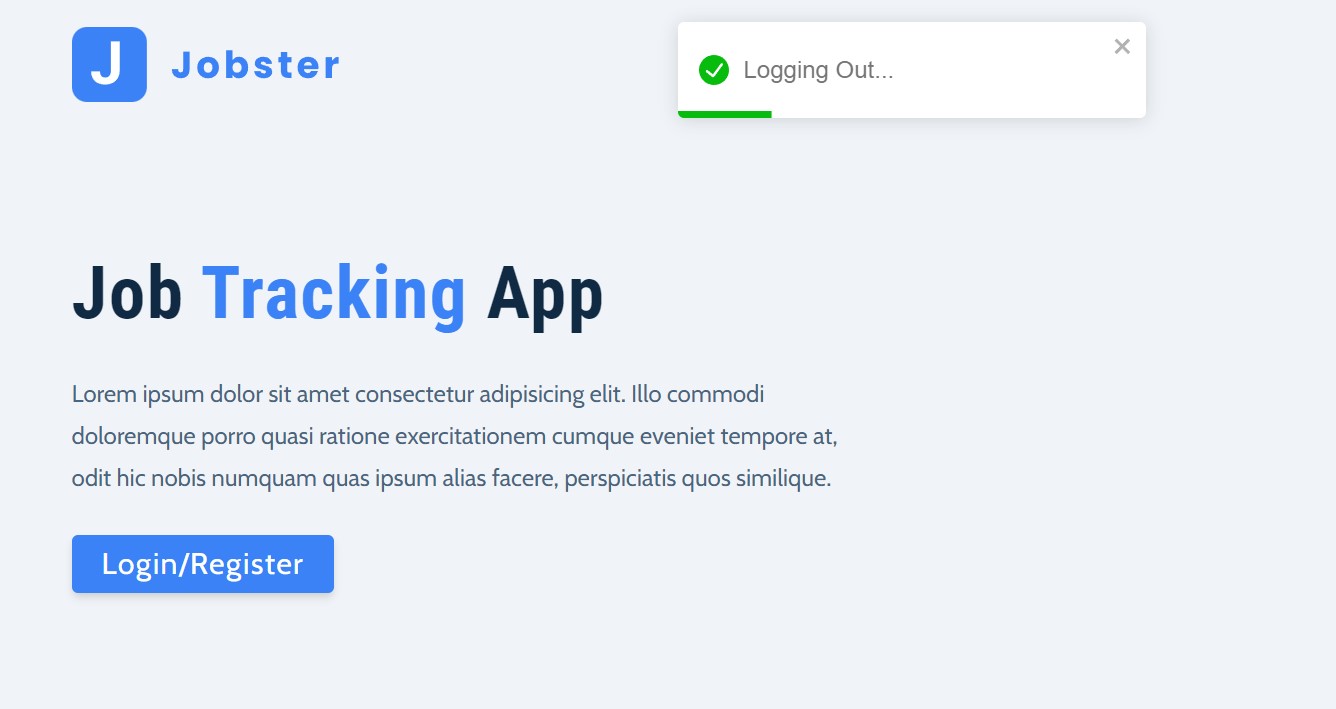 J Jobster
Logging Out...
Job Tracking App
Lorem ipsum dolor sit amet consectetur adipisicing elit. Illo commodi
doloremque porro quasi ratione exercitationem cumque eveniet tempore at,
odit hic nobis numquam quas ipsum alias facere, perspiciatis quos similique.
Login/Register